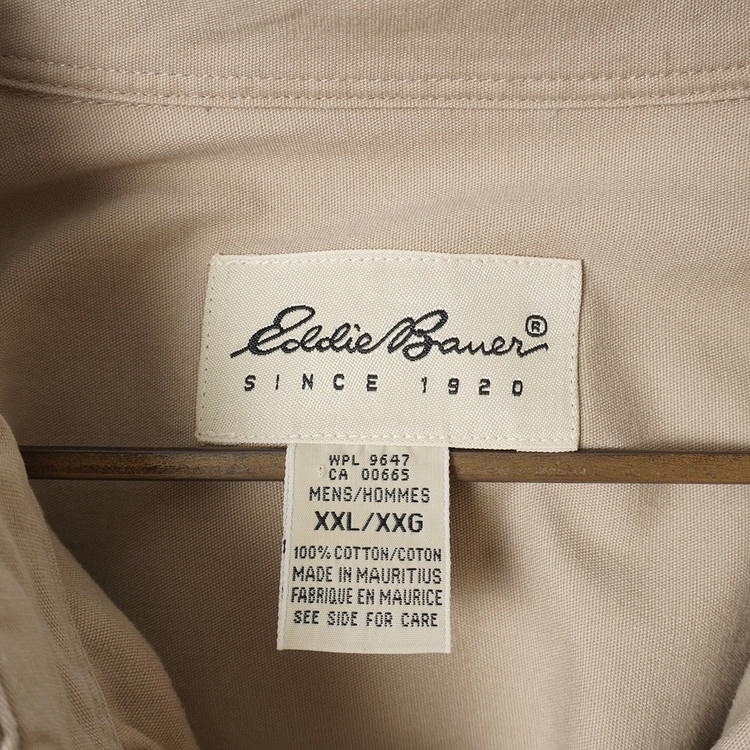 Eddie Bauer®
SINCE 1920
WPL 9647
CA 00665
MENS/HOMMES
XXL/XXG
100% COTTON/COTON
MADE IN MAURITIUS
FABRIQUE EN MAURICE
SEE SIDE FOR CARE